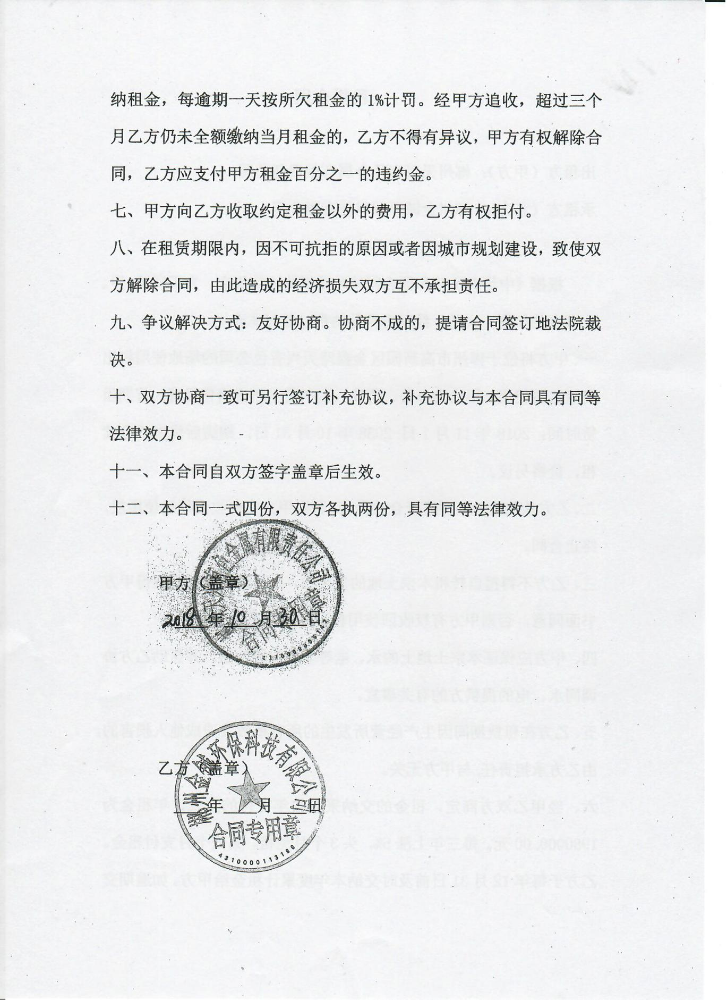 纳租金，每逾期一天按所欠租金的1%计罚。经甲方追收，超过三个
月乙方仍未全额缴纳当月租金的，乙方不得有异议，甲方有权解除合
同，乙方应支付甲方租金百分之一的违约金。
七、甲方向乙方收取约定租金以外的费用，乙方有权拒付。
八、在租赁期限内，因不可抗拒的原因或者因城市规划建设，致使双
方解除合同，由此造成的经济损失双方互不承担责任。
九、争议解决方式：友好协商。协商不成的，提请合同签订地法院裁
决。
十、双方协商一致可另行签订补充协议，补充协议与本合同具有同等
法律效力。
十一、本合同自双方签字盖章后生效。
十二、本合同一式四份，双方各执两份，具有同等法律效力。
色金属有限责任公司
甲方（盖章）
2018年10月30日
合同专用章
乙方（盖章）
州金 环保科技有限公司
年 月 日
合同专用章
4310000113196